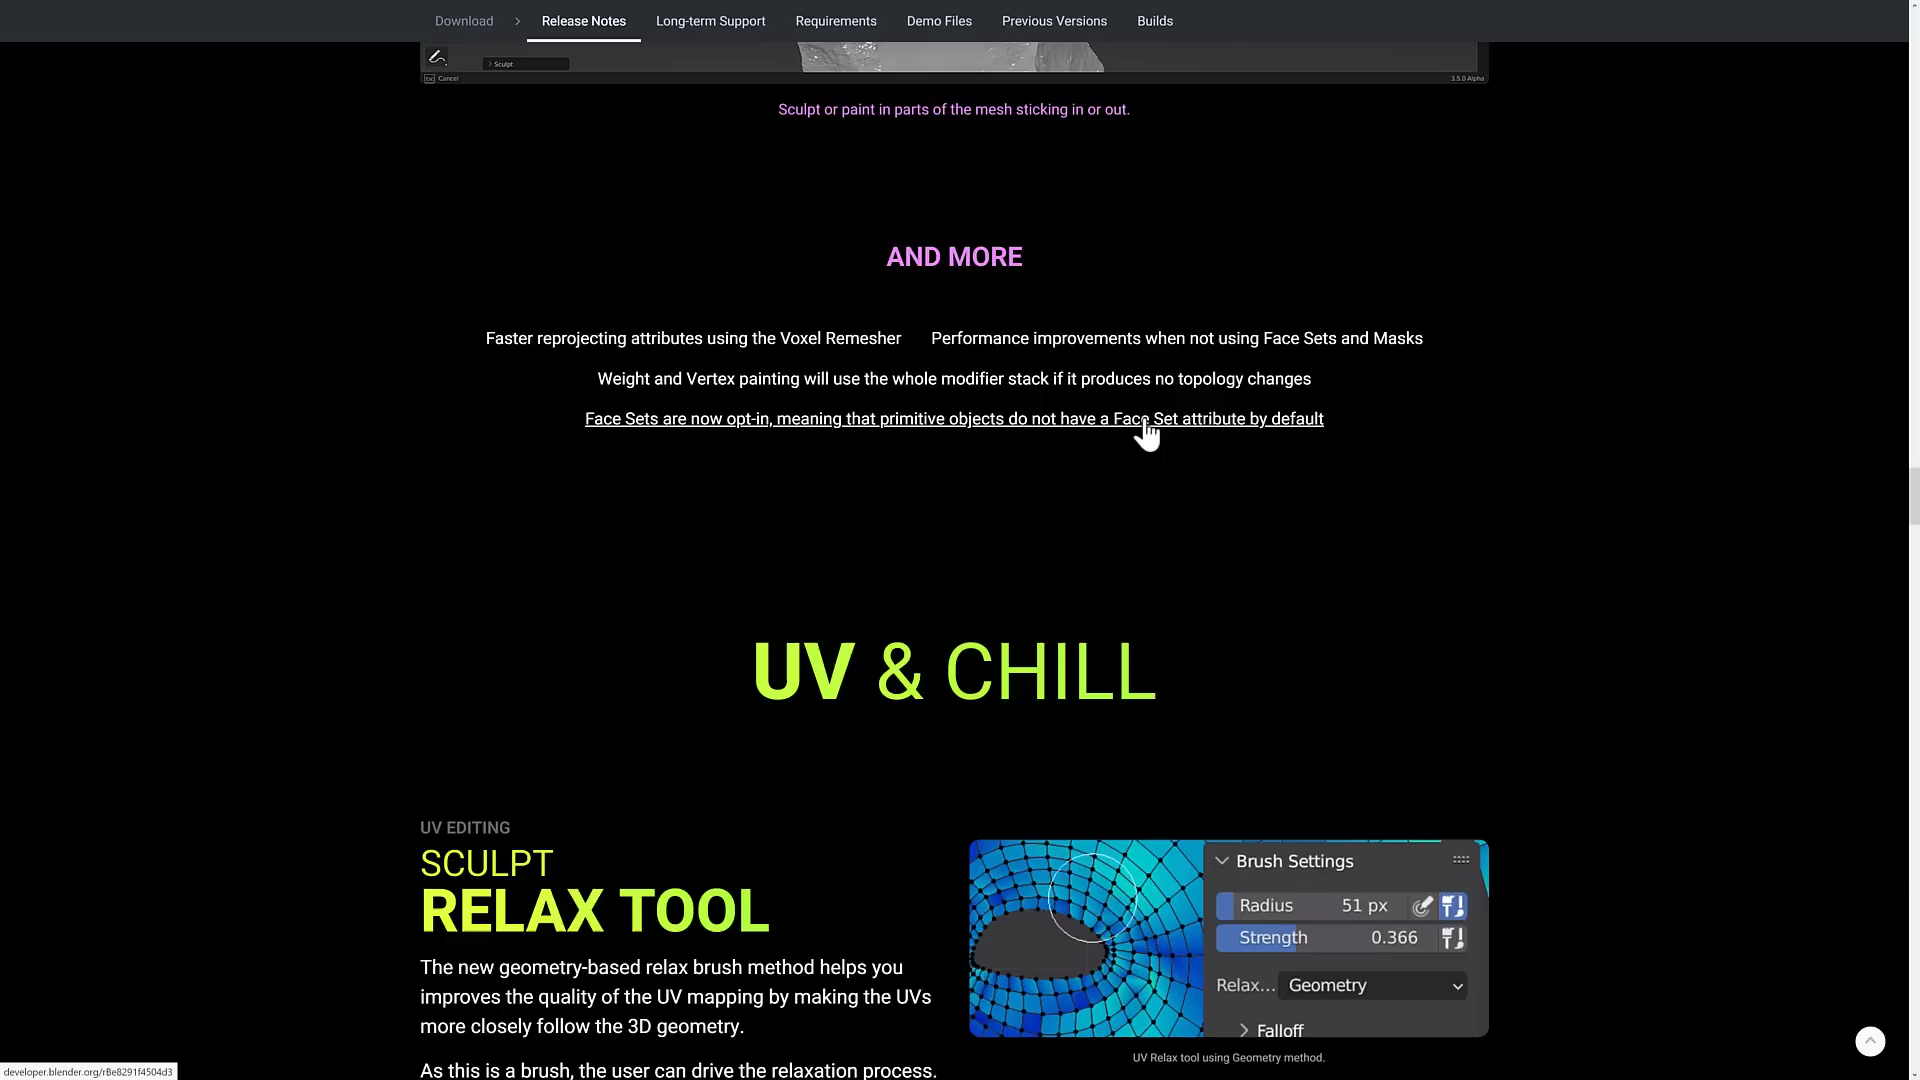 Download > Release Notes Long-term Support Requirements Demo Files Previous Versions Builds
> Sculpt
Esc Cancel 3.5.0 Alpha
Sculpt or paint in parts of the mesh sticking in or out.
AND MORE
Faster reprojecting attributes using the Voxel Remesher Performance improvements when not using Face Sets and Masks
Weight and Vertex painting will use the whole modifier stack if it produces no topology changes
Face Sets are now opt-in, meaning that primitive objects do not have a Face Set attribute by default
UV & CHILL
UV EDITING
SCULPT
RELAX TOOL
The new geometry-based relax brush method helps you
improves the quality of the UV mapping by making the UVs
more closely follow the 3D geometry.
As this is a brush, the user can drive the relaxation process.
Brush Settings
Radius 51 px
Strength 0.366
Relax... Geometry
> Falloff
UV Relax tool using Geometry method.
developer.blender.org/rBe8291f4504d3